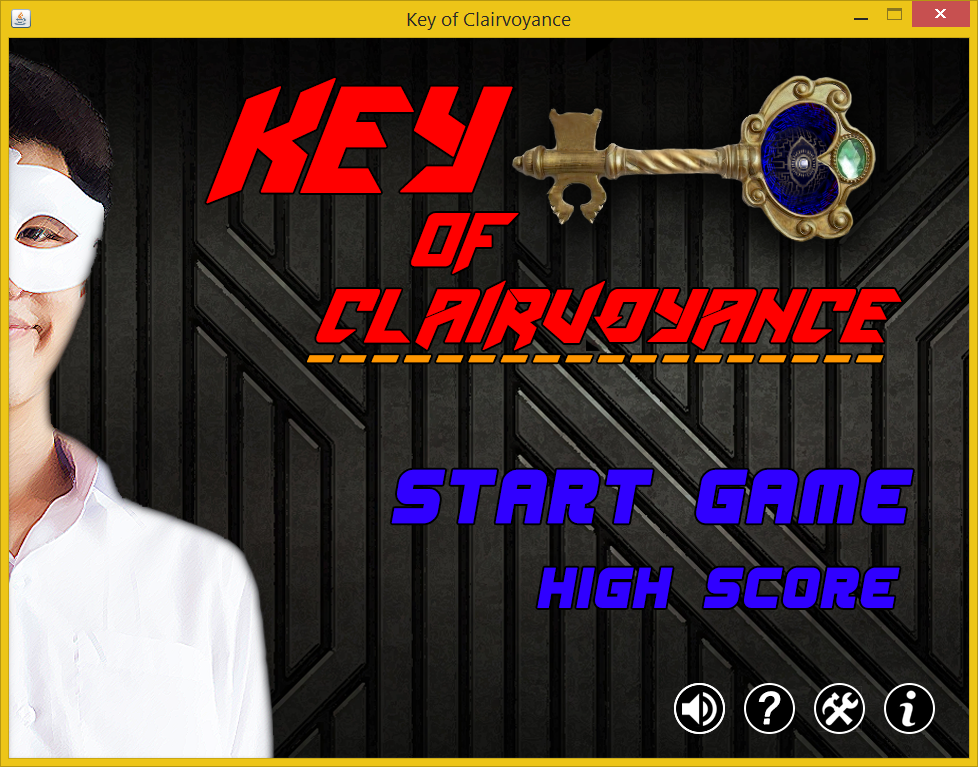 Key of Clairvoyance
KEY
OF
CLAIRVOYANCE
START GAME
HIGH SCORE